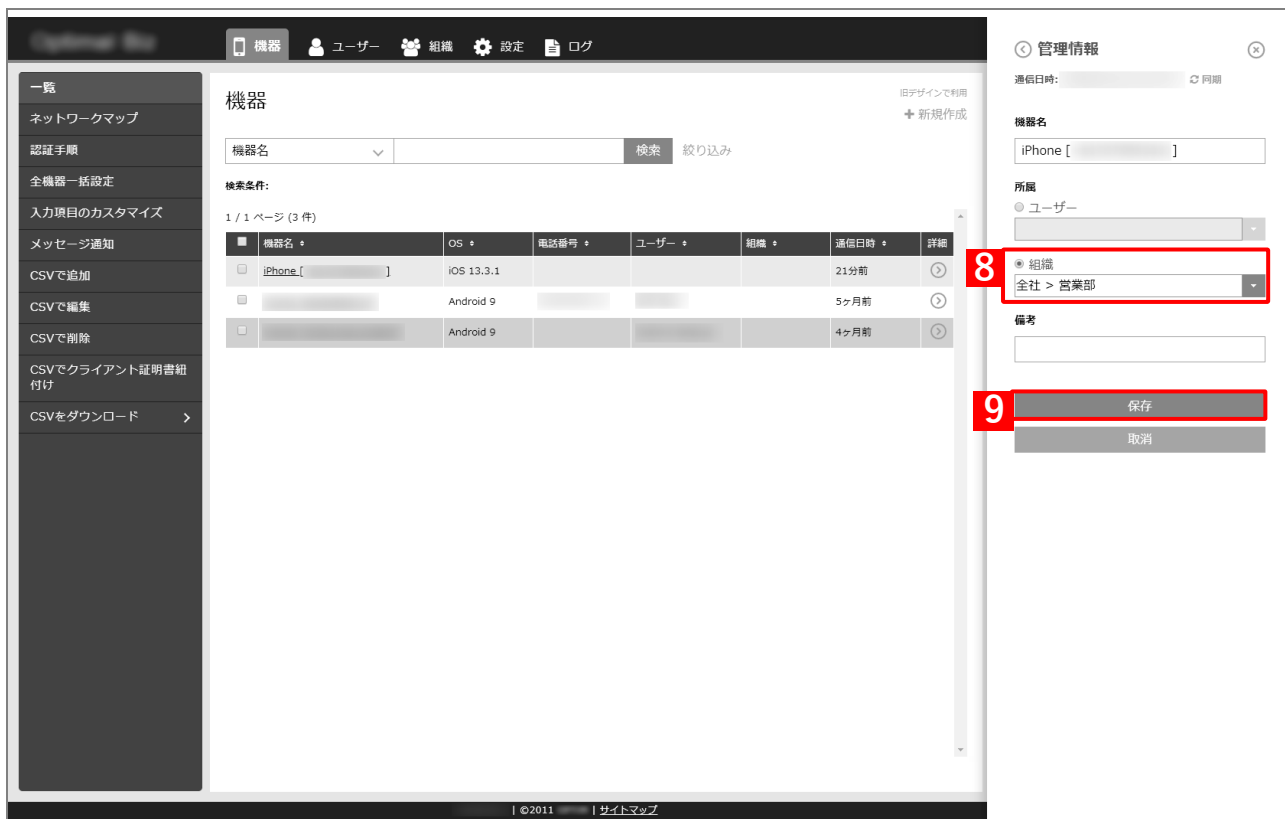 機器
ユーザー
組織
設定
ログ
一覧
ネットワークマップ
認証手順
全機器一括設定
入力項目のカスタマイズ
メッセージ通知
CSVで追加
CSVで編集
CSVで削除
CSVでクライアント証明書紐
付け
CSVをダウンロード
機器
旧デザインで利用
+ 新規作成
機器名
検索
絞り込み
検索条件:
1 / 1 ページ (3 件)
機器名 OS 電話番号 ユーザー 組織 通信日時 詳細
iPhone [ ] iOS 13.3.1 21分前
Android 9 5ヶ月前
Android 9 4ヶ月前
| ©2011 | サイトマップ
管理情報
通信日時: 同期
機器名
iPhone [ ]
所属
ユーザー
8
組織
全社 > 営業部
備考
9
保存
取消